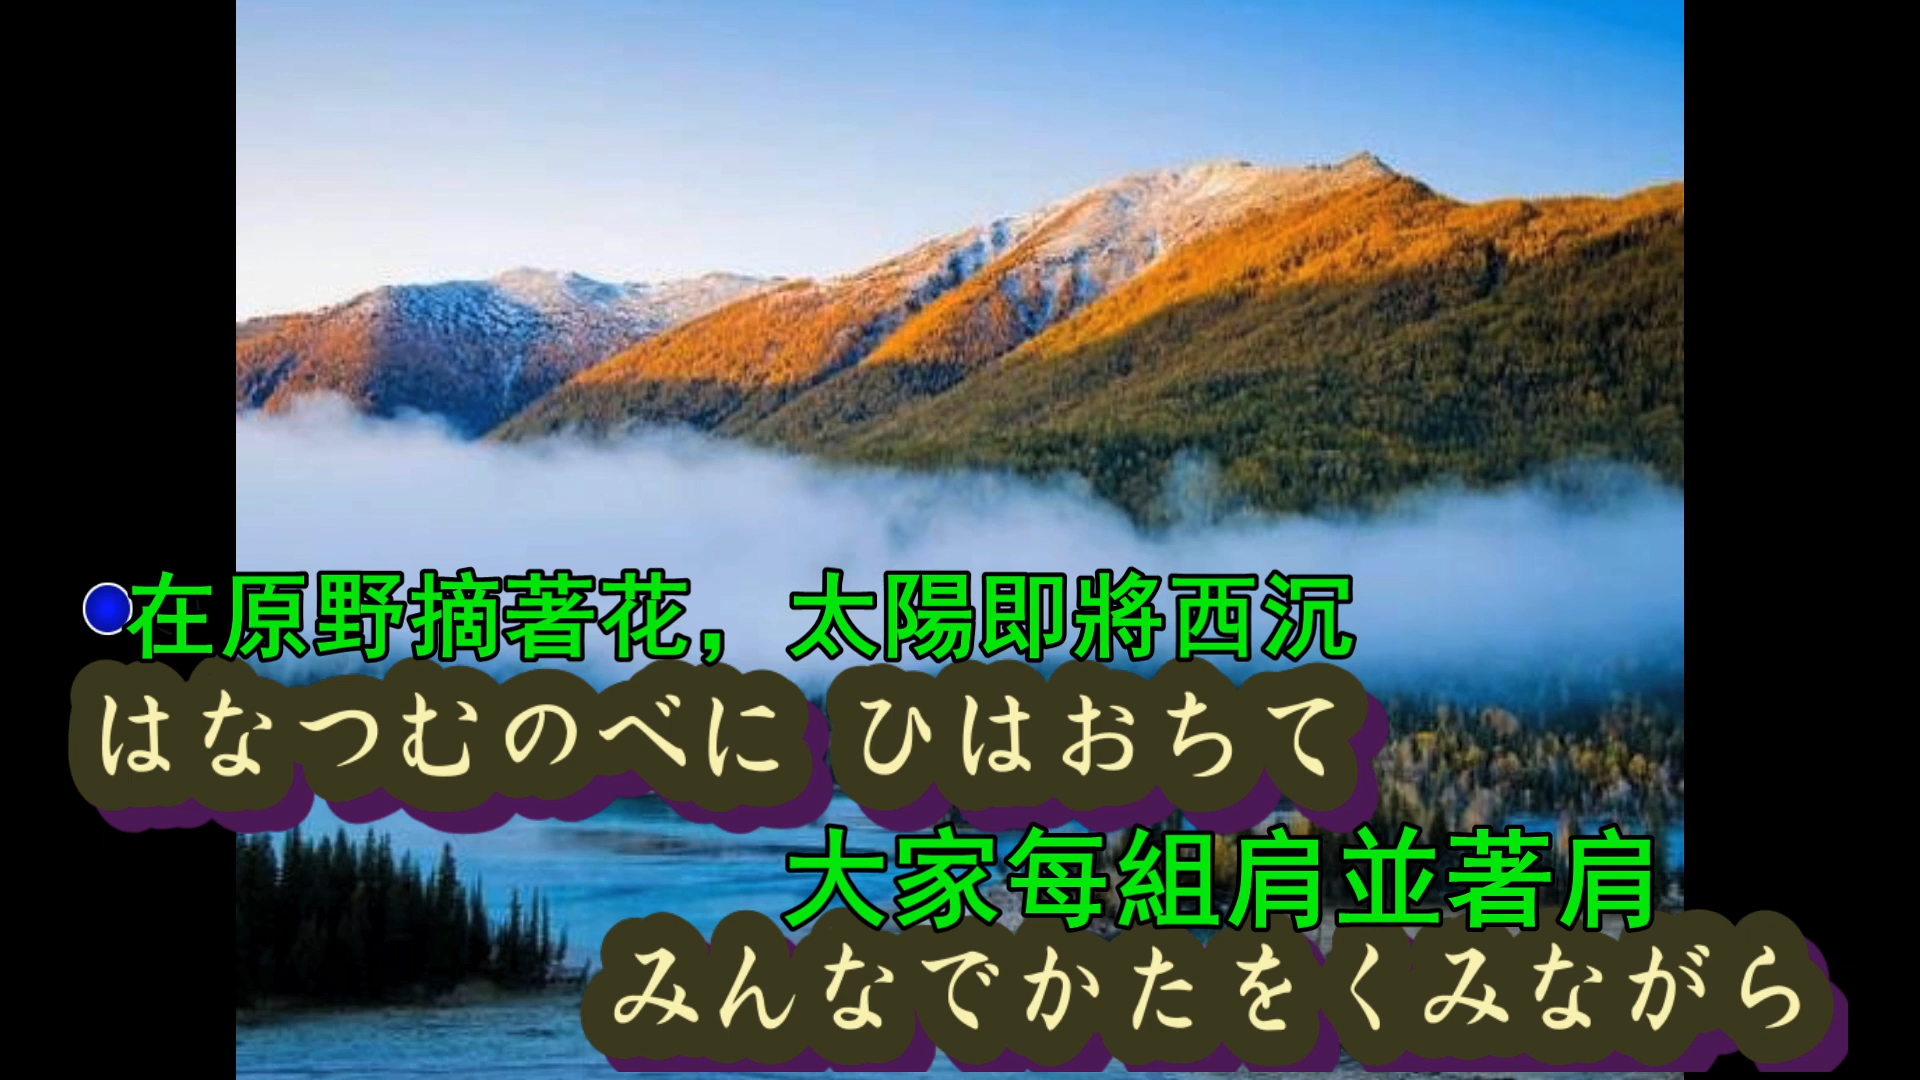 在原野摘著花，太陽即將西沉
はなつむのべに ひはおちて
大家每組肩並著肩
みんなでかたをくみながら